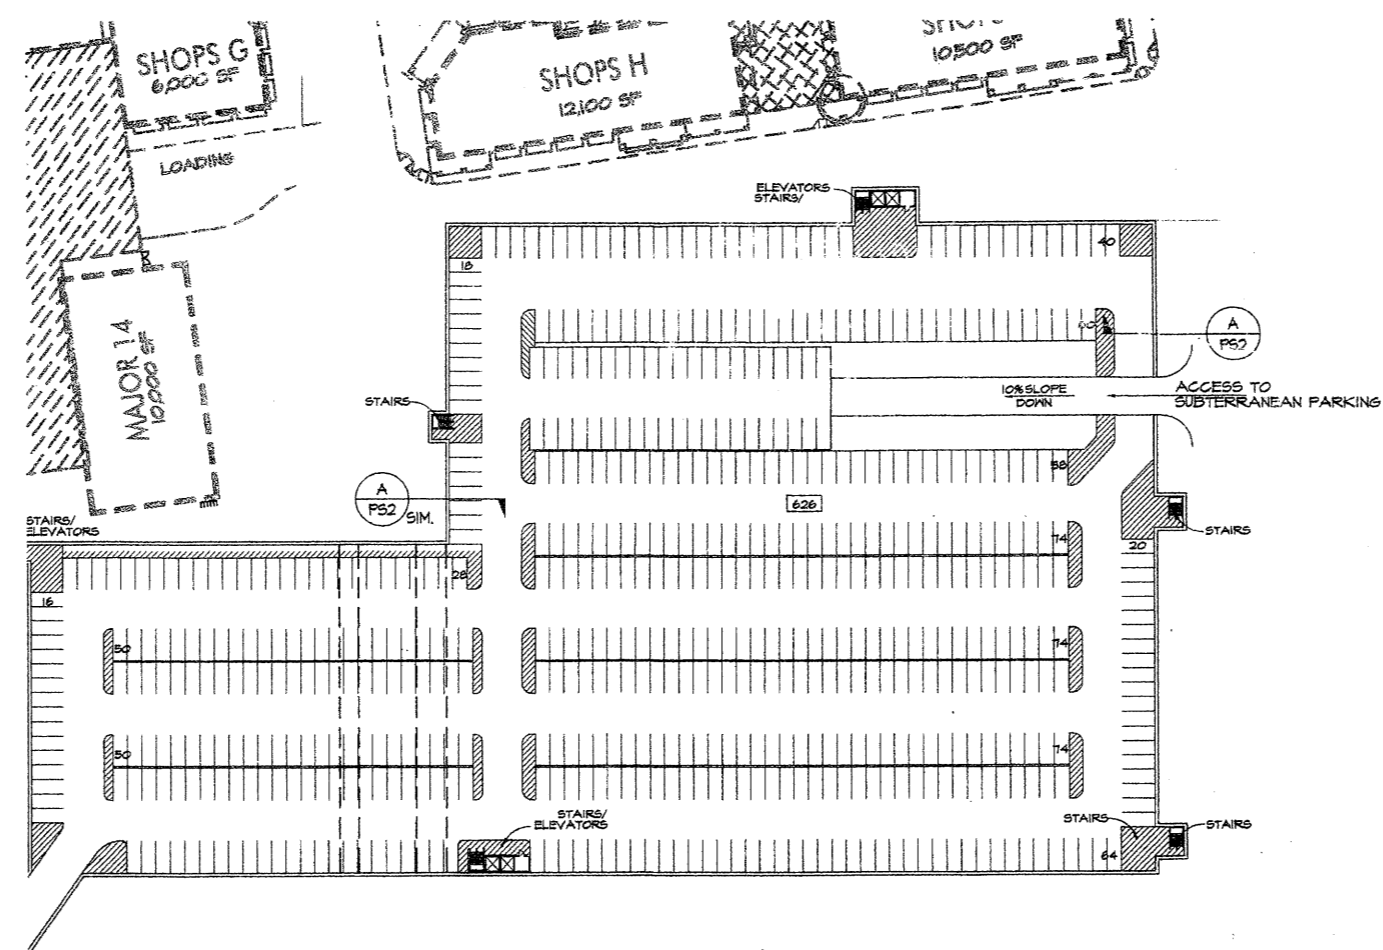 SHOPS G
6,000 SF
SHOPS H
12,100 SF
SHOPS
10,500 SF
LOADING
ELEVATORS
STAIRS/
40
18
MAJOR 14
10,000 SF
A
PS2
10% SLOPE
DOWN
ACCESS TO
SUBTERRANEAN PARKING
STAIRS
58
A
PS2
SIM.
626
STAIRS/
ELEVATORS
STAIRS
74
20
28
16
50
74
50
74
STAIRS/
ELEVATORS
STAIRS
STAIRS
64